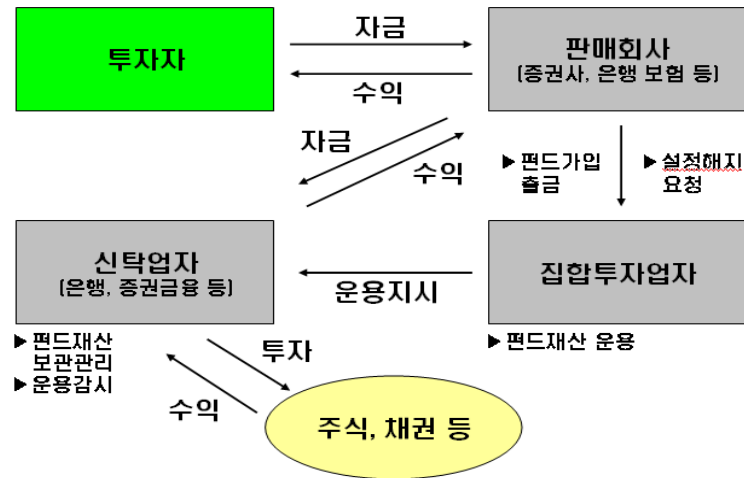 투자자
자금
수익
판매회사
(증권사, 은행 보험 등)
자금
수익
▶ 펀드가입
출금
▶ 설정해지
요청
신탁업자
(은행, 증권금융 등)
운용지시
집합투자업자
▶ 펀드재산
보관관리
▶ 운용감시
▶ 펀드재산 운용
투자
수익
주식, 채권 등